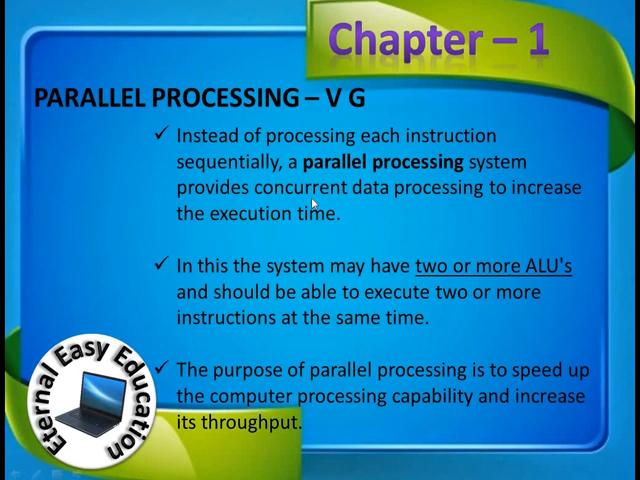 Chapter – 1
PARALLEL PROCESSING – V G
✓ Instead of processing each instruction
sequentially, a parallel processing system
provides concurrent data processing to increase
the execution time.
✓ In this the system may have two or more ALU's
and should be able to execute two or more
instructions at the same time.
✓ The purpose of parallel processing is to speed up
the computer processing capability and increase
its throughput.
Eternal Easy Education